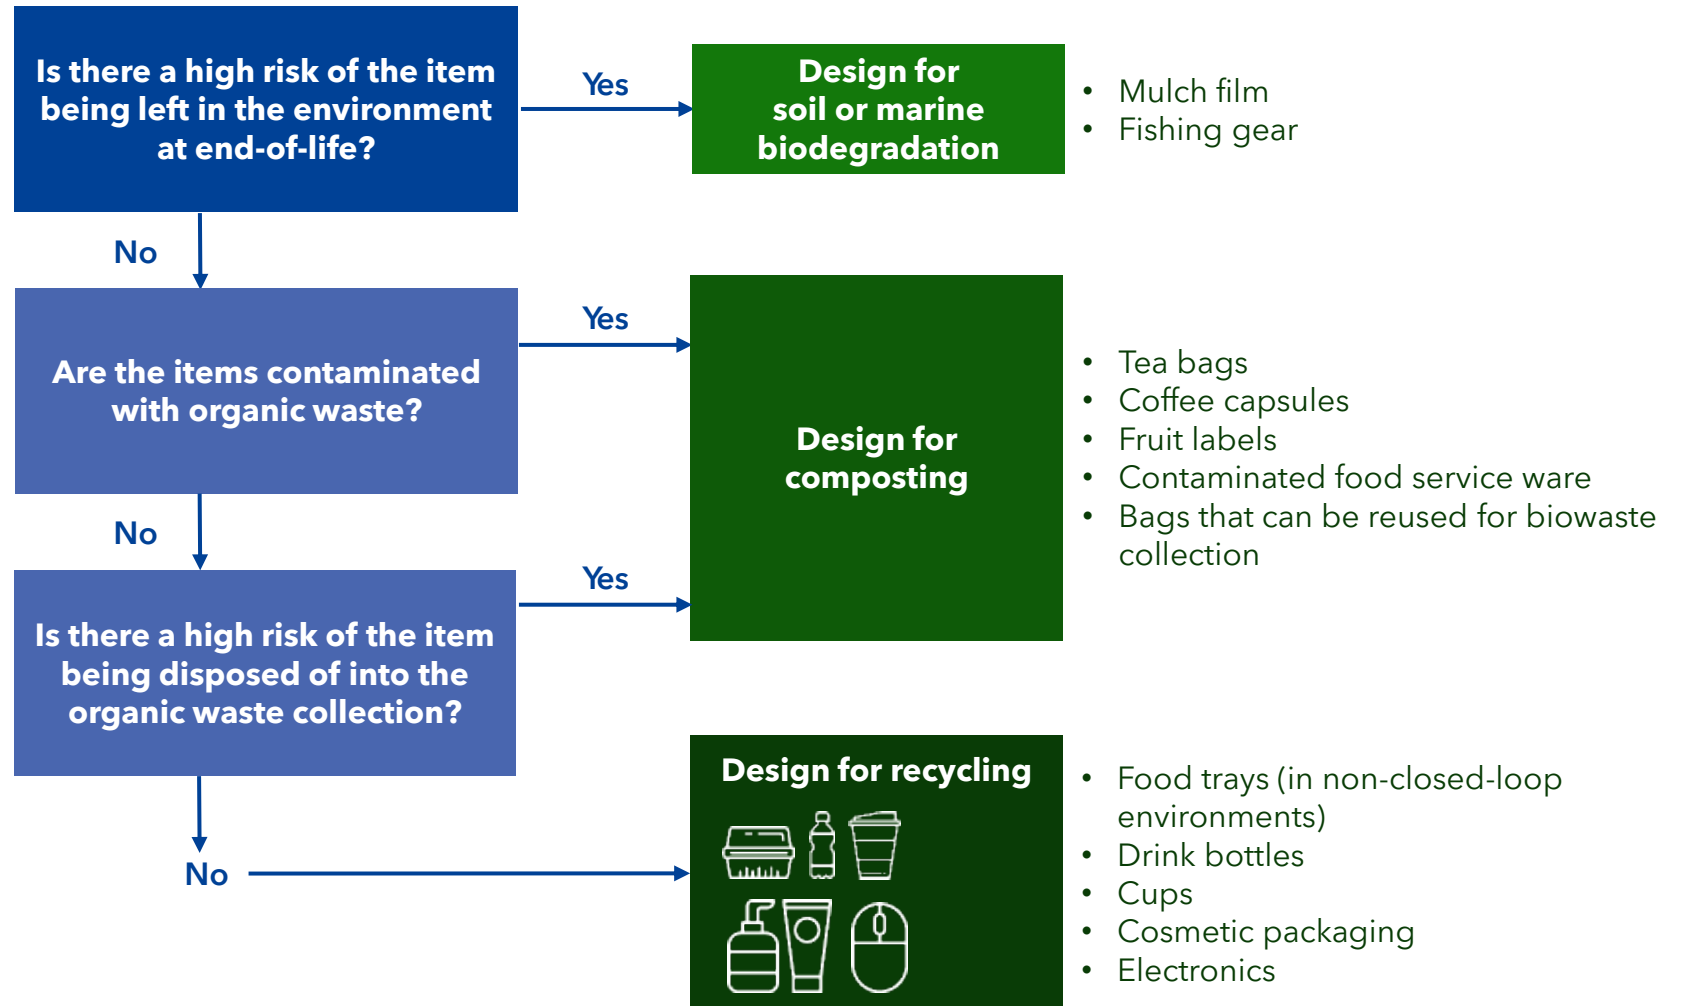 Is there a high risk of the item
being left in the environment
at end-of-life?
Yes
Design for
soil or marine
biodegradation
• Mulch film
• Fishing gear
No
Are the items contaminated
with organic waste?
Yes
Design for
composting
• Tea bags
• Coffee capsules
• Fruit labels
• Contaminated food service ware
• Bags that can be reused for biowaste
collection
No
Is there a high risk of the item
being disposed of into the
organic waste collection?
Yes
No
Design for recycling
• Food trays (in non-closed-loop
environments)
• Drink bottles
• Cups
• Cosmetic packaging
• Electronics